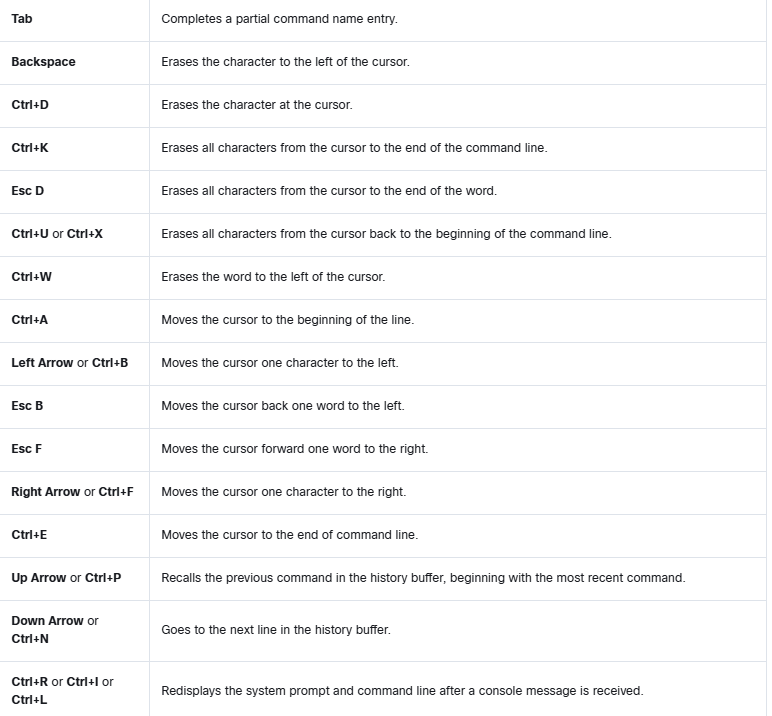 Tab Completes a partial command name entry.
Backspace Erases the character to the left of the cursor.
Ctrl+D Erases the character at the cursor.
Ctrl+K Erases all characters from the cursor to the end of the command line.
Esc D Erases all characters from the cursor to the end of the word.
Ctrl+U or Ctrl+X Erases all characters from the cursor back to the beginning of the command line.
Ctrl+W Erases the word to the left of the cursor.
Ctrl+A Moves the cursor to the beginning of the line.
Left Arrow or Ctrl+B Moves the cursor one character to the left.
Esc B Moves the cursor back one word to the left.
Esc F Moves the cursor forward one word to the right.
Right Arrow or Ctrl+F Moves the cursor one character to the right.
Ctrl+E Moves the cursor to the end of command line.
Up Arrow or Ctrl+P Recalls the previous command in the history buffer, beginning with the most recent command.
Down Arrow or
Ctrl+N
Goes to the next line in the history buffer.
Ctrl+R or Ctrl+I or
Ctrl+L
Redisplays the system prompt and command line after a console message is received.